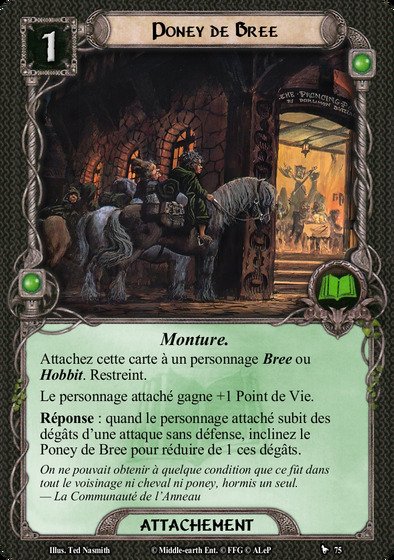 1
PONEY DE BREE
THE PRANCING
Monture.
Attachez cette carte à un personnage Bree ou
Hobbit. Restreint.
Le personnage attaché gagne +1 Point de Vie.
Réponse : quand le personnage attaché subit des
dégâts d'une attaque sans défense, inclinez le
Poney de Bree pour réduire de 1 ces dégâts.
On ne pouvait obtenir à quelque condition que ce fût dans
tout le voisinage ni cheval ni poney, hormis un seul.
— La Communauté de l'Anneau
ATTACHEMENT
Illus. Ted Nasmith © Middle-earth Ent. © FFG © ALeP 75